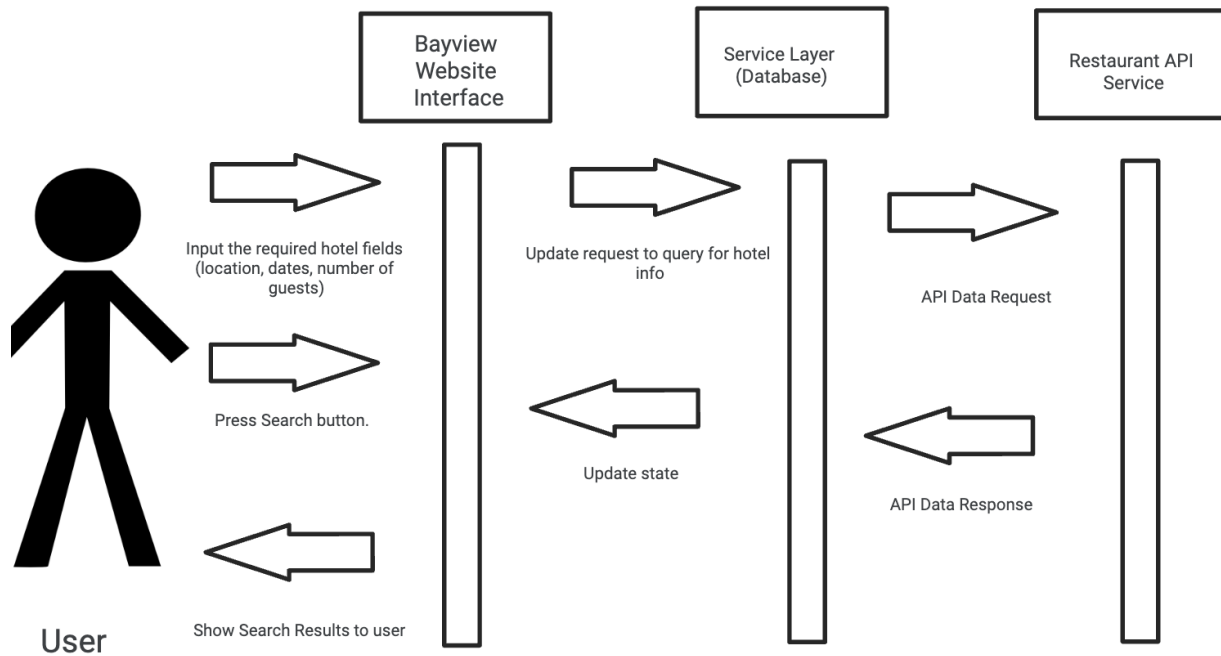 Bayview
Website
Interface
Service Layer
(Database)
Restaurant API
Service
Input the required hotel fields
(location, dates, number of
guests)
Update request to query for hotel
info
API Data Request
Press Search button.
Update state
API Data Response
Show Search Results to user
User